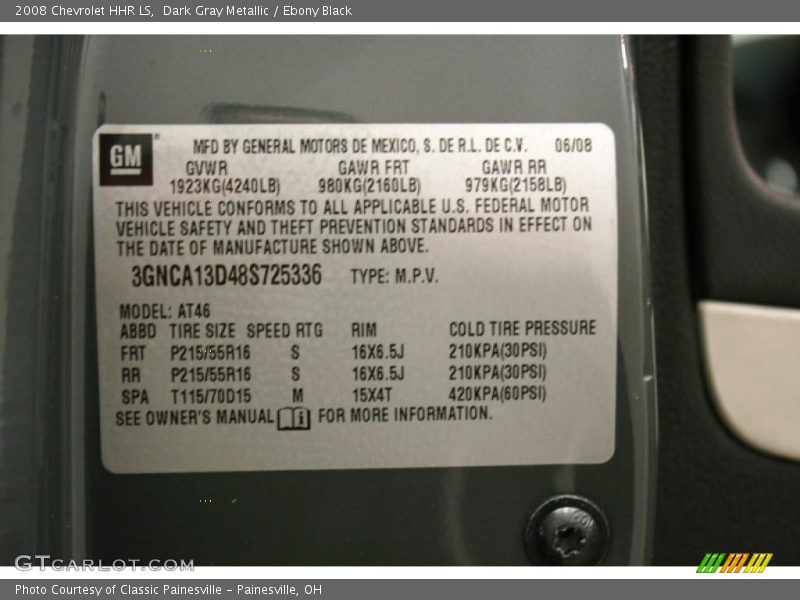 2008 Chevrolet HHR LS, Dark Gray Metallic / Ebony Black
GM
MFD BY GENERAL MOTORS DE MEXICO, S. DE R.L. DE C.V. 06/08
GVWR GAWR FRT GAWR RR
1923KG(4240LB) 980KG(2160LB) 979KG(2158LB)
THIS VEHICLE CONFORMS TO ALL APPLICABLE U.S. FEDERAL MOTOR
VEHICLE SAFETY AND THEFT PREVENTION STANDARDS IN EFFECT ON
THE DATE OF MANUFACTURE SHOWN ABOVE.
3GNCA13D48S725336 TYPE: M.P.V.
MODEL: AT46
ABBD TIRE SIZE SPEED RTG RIM COLD TIRE PRESSURE
FRT P215/55R16 S 16X6.5J 210KPA(30PSI)
RR P215/55R16 S 16X6.5J 210KPA(30PSI)
SPA T115/70D15 M 15X4T 420KPA(60PSI)
SEE OWNER'S MANUAL i FOR MORE INFORMATION.
GTCARLOT.COM
Photo Courtesy of Classic Painesville - Painesville, OH